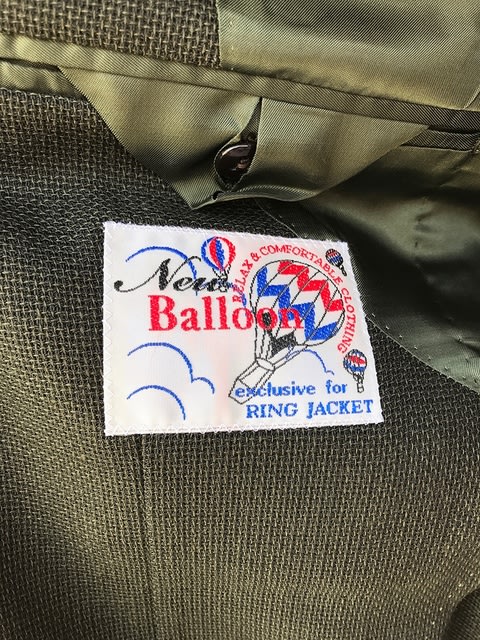 New
Balloon
RELAX & COMFORTABLE CLOTHING
exclusive for
RING JACKET